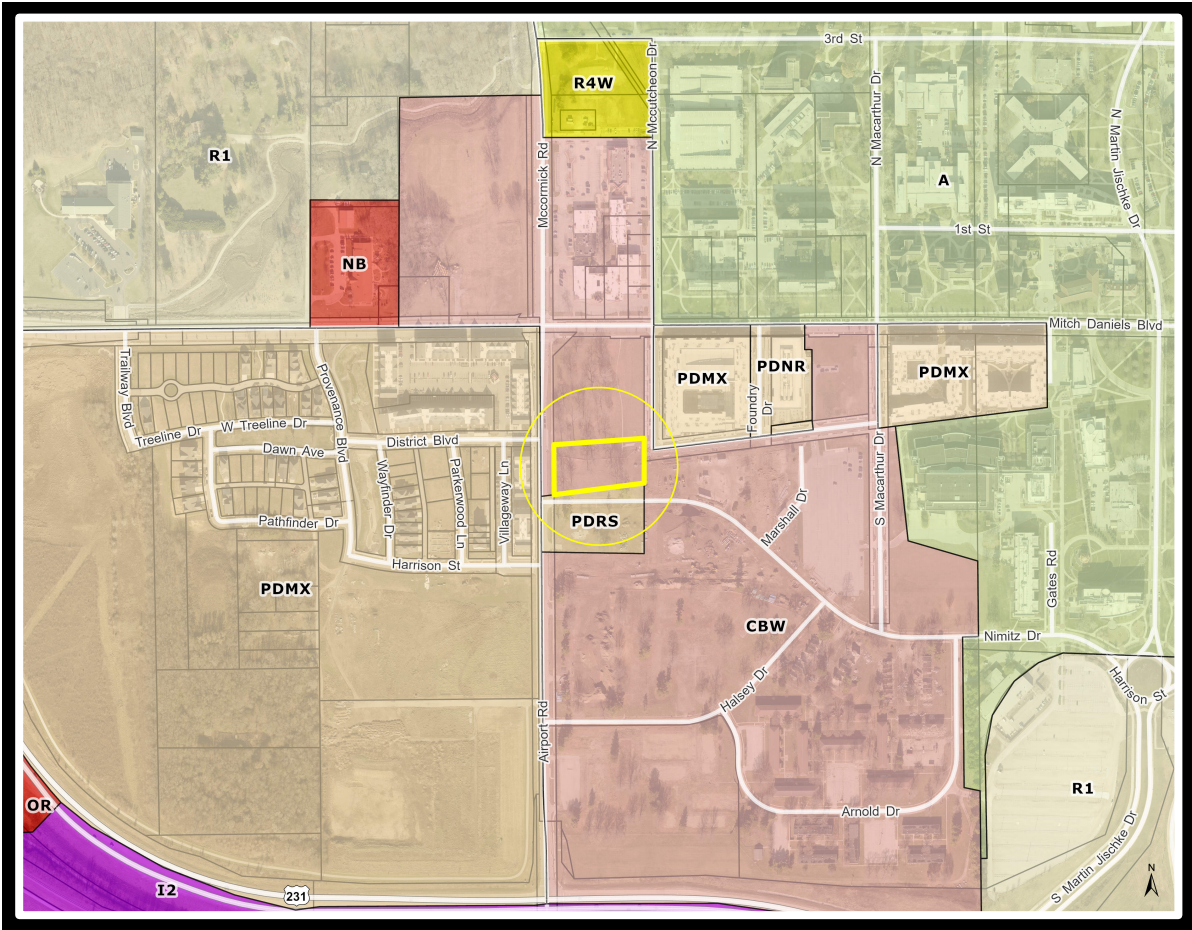 3rd St
R4W
N Mccutcheon Dr
N Macarthur Dr
N Martin Jischke Dr
R1
Mccormick Rd
A
1st St
NB
Mitch Daniels Blvd
Trailway Blvd
Provenance Blvd
PDMX
PDNR
PDMX
Foundry
Dr
Treeline Dr
W Treeline Dr
District Blvd
Dawn Ave
Wayfinder Dr
Parkerwood Ln
Villageway Ln
S Macarthur Dr
Marshall Dr
Pathfinder Dr
PDRS
Harrison St
Gates Rd
PDMX
CBW
Nimitz Dr
Harrison St
Halsey Dr
Airport Rd
R1
OR
Arnold Dr
S Martin Jischke Dr
I2
231
N